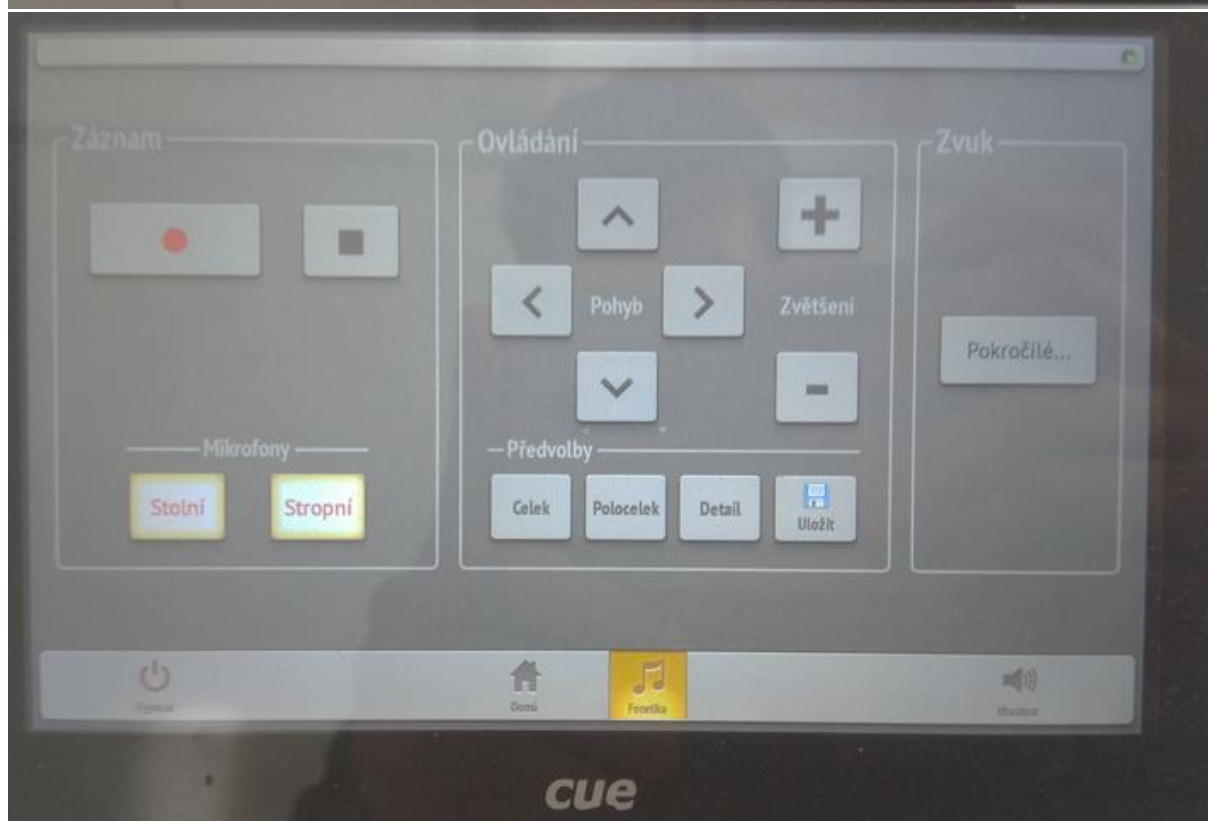 Záznam
Ovládání
Zvuk
Pohyb
Zvětšení
Pokročilé...
Mikrofony
Předvolby
Stolní
Stropní
Celek
Polocelek
Detail
Uložit
Domů
Fonetika
cue